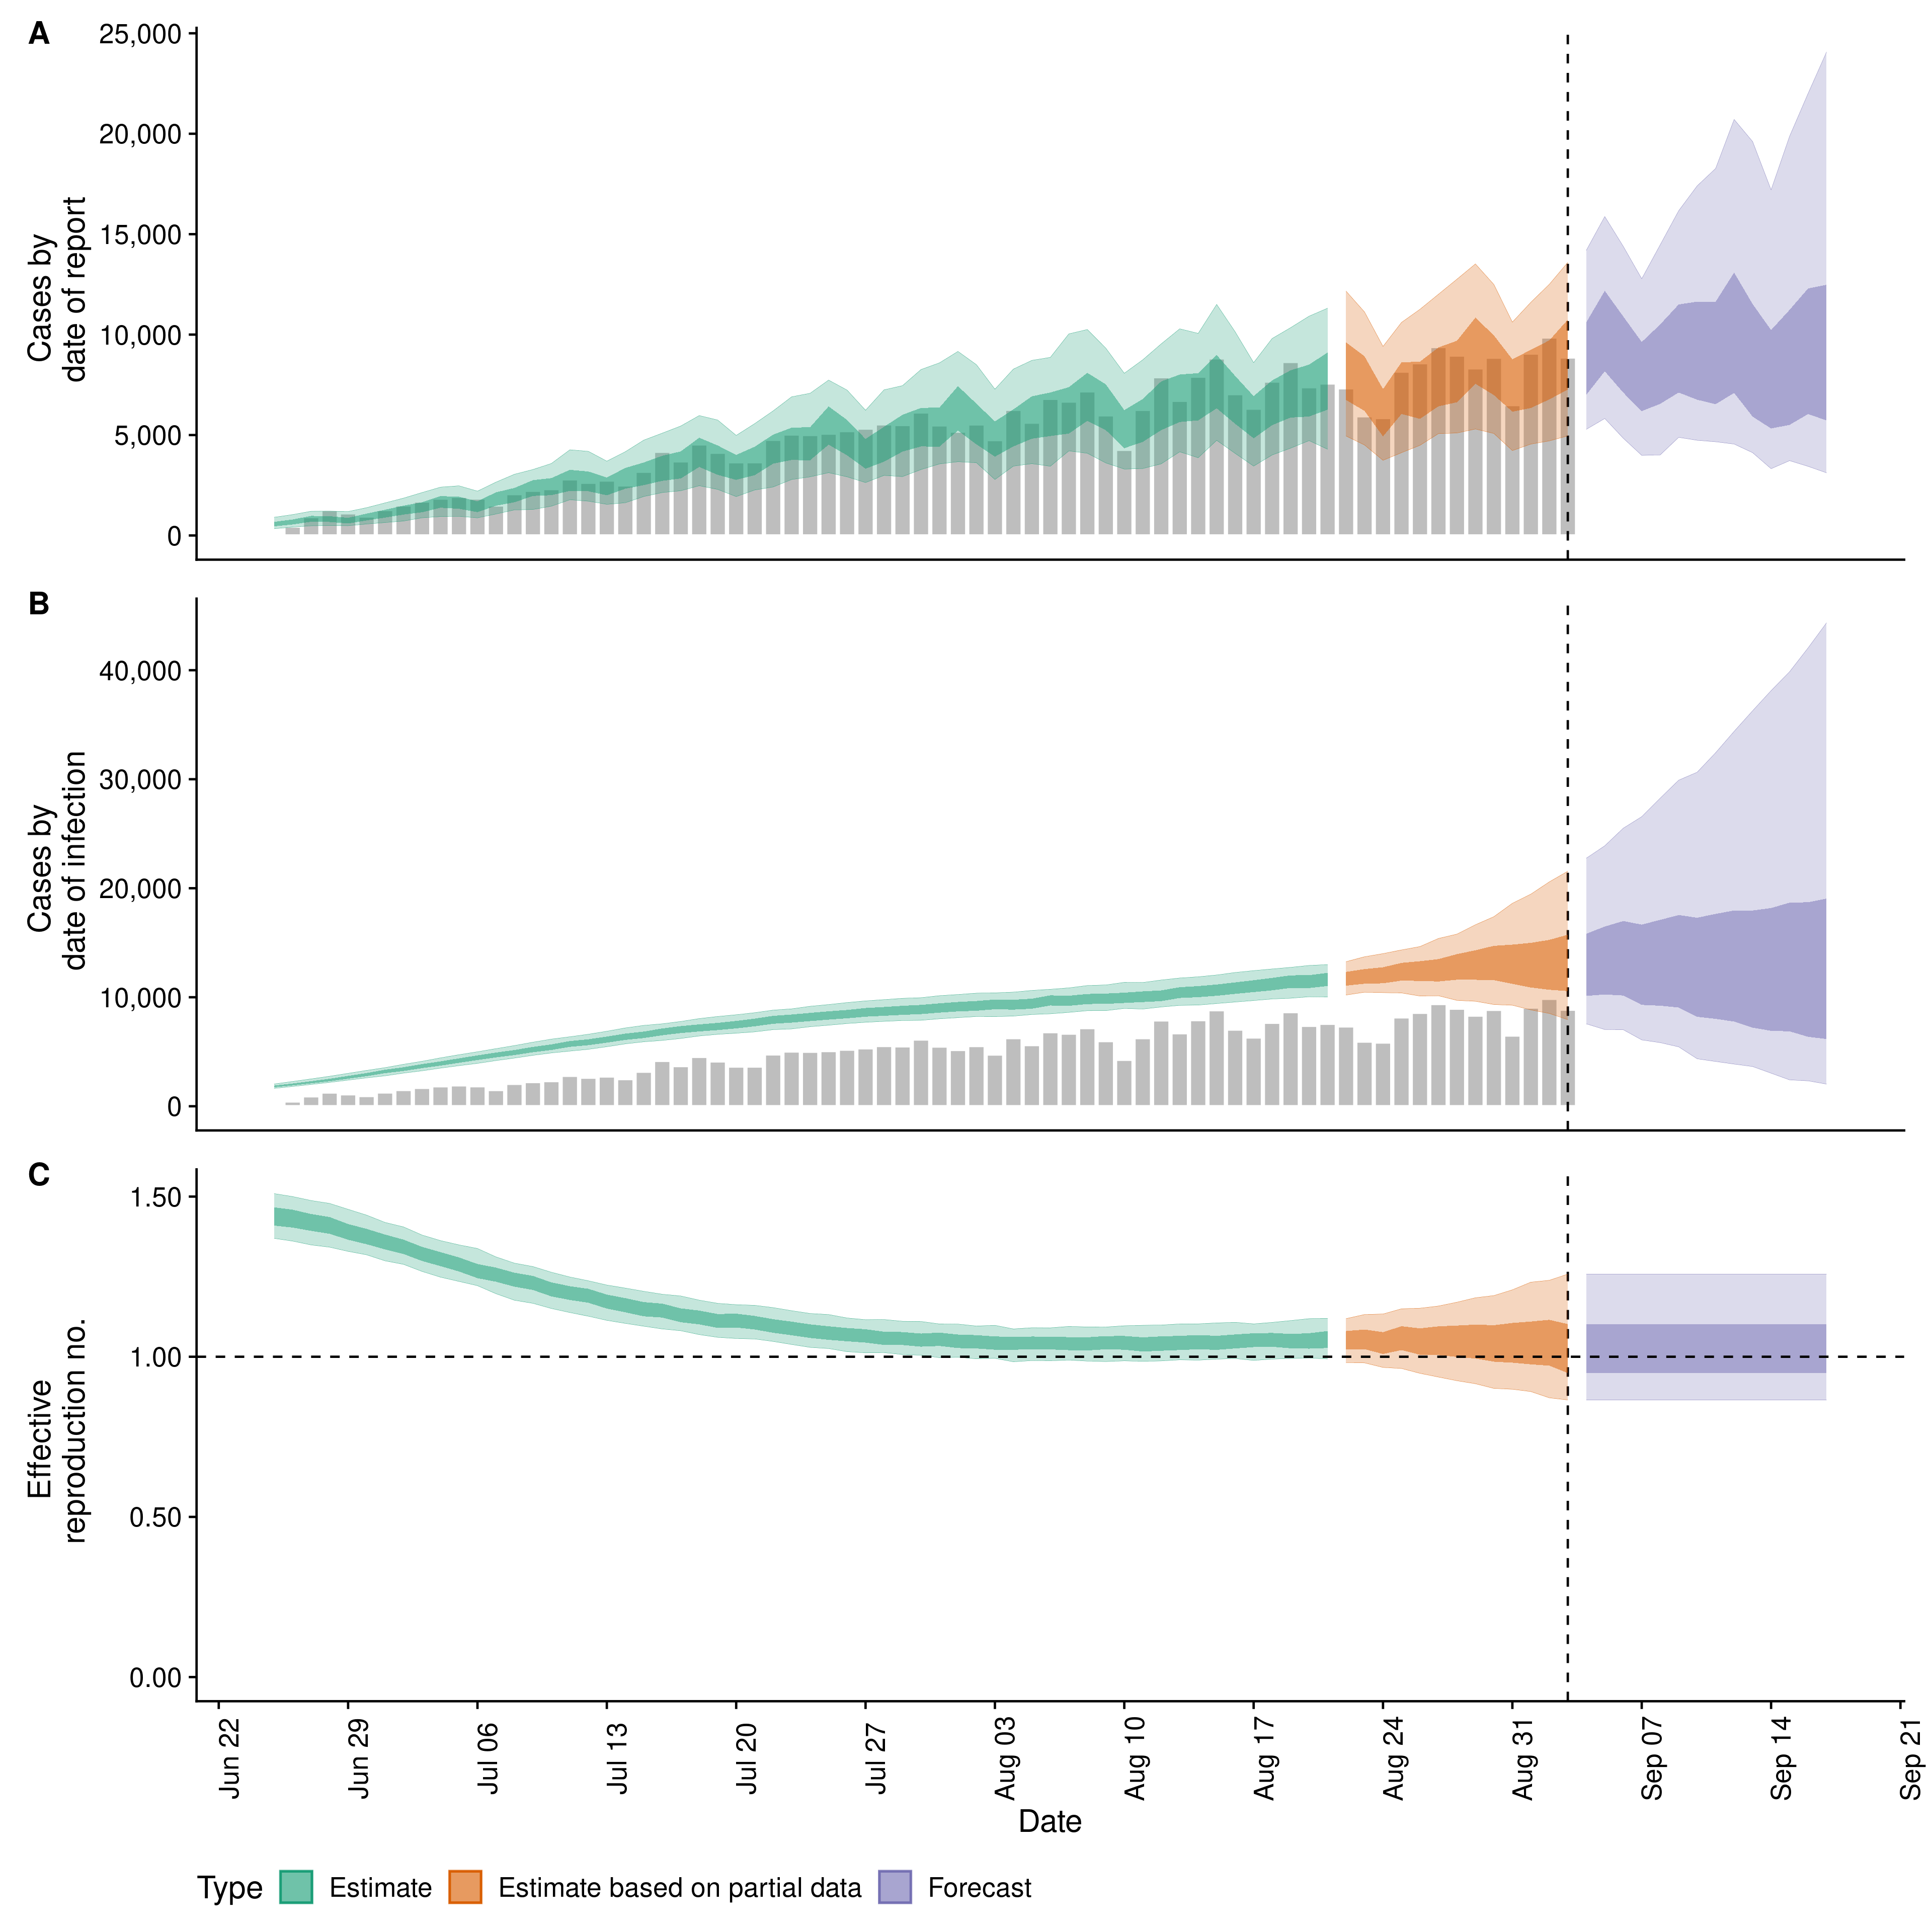 A
Cases by
date of report
25,000
20,000
15,000
10,000
5,000
0
B
Cases by
date of infection
40,000
30,000
20,000
10,000
0
C
Effective
reproduction no.
1.50
1.00
0.50
0.00
Jun 22
Jun 29
Jul 06
Jul 13
Jul 20
Jul 27
Aug 03
Aug 10
Aug 17
Aug 24
Aug 31
Sep 07
Sep 14
Sep 21
Date
Type Estimate Estimate based on partial data Forecast